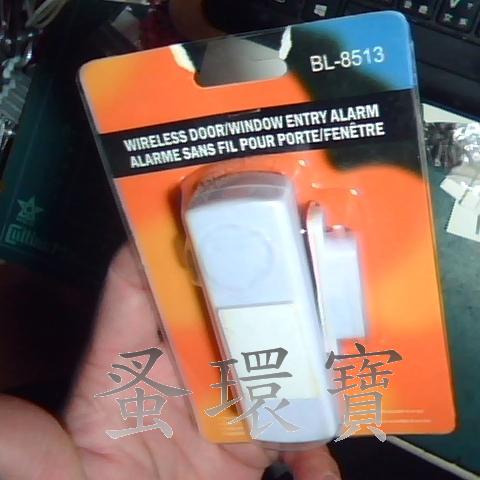 BL-8513
WIRELESS DOOR/WINDOW ENTRY ALARM
ALARME SANS FIL POUR PORTE/FENÊTRE
蚤環寶